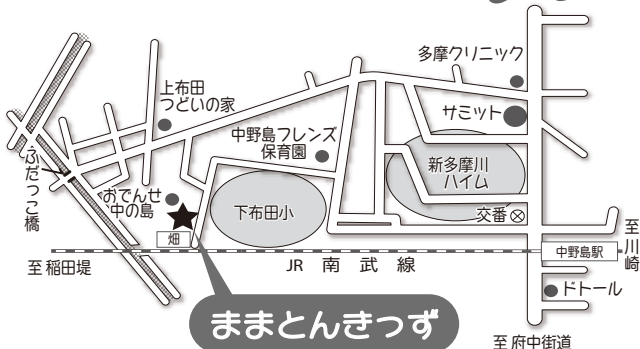 多摩クリニック
上布田
つどいの家
サミット
中野島フレンズ
保育園
新多摩川
ハイム
ふだつこ橋
おでんせ
中の島
下布田小
交番
畑
至川崎
中野島駅
至稲田堤
JR 南武線
ドトール
ままとんきっず
至府中街道